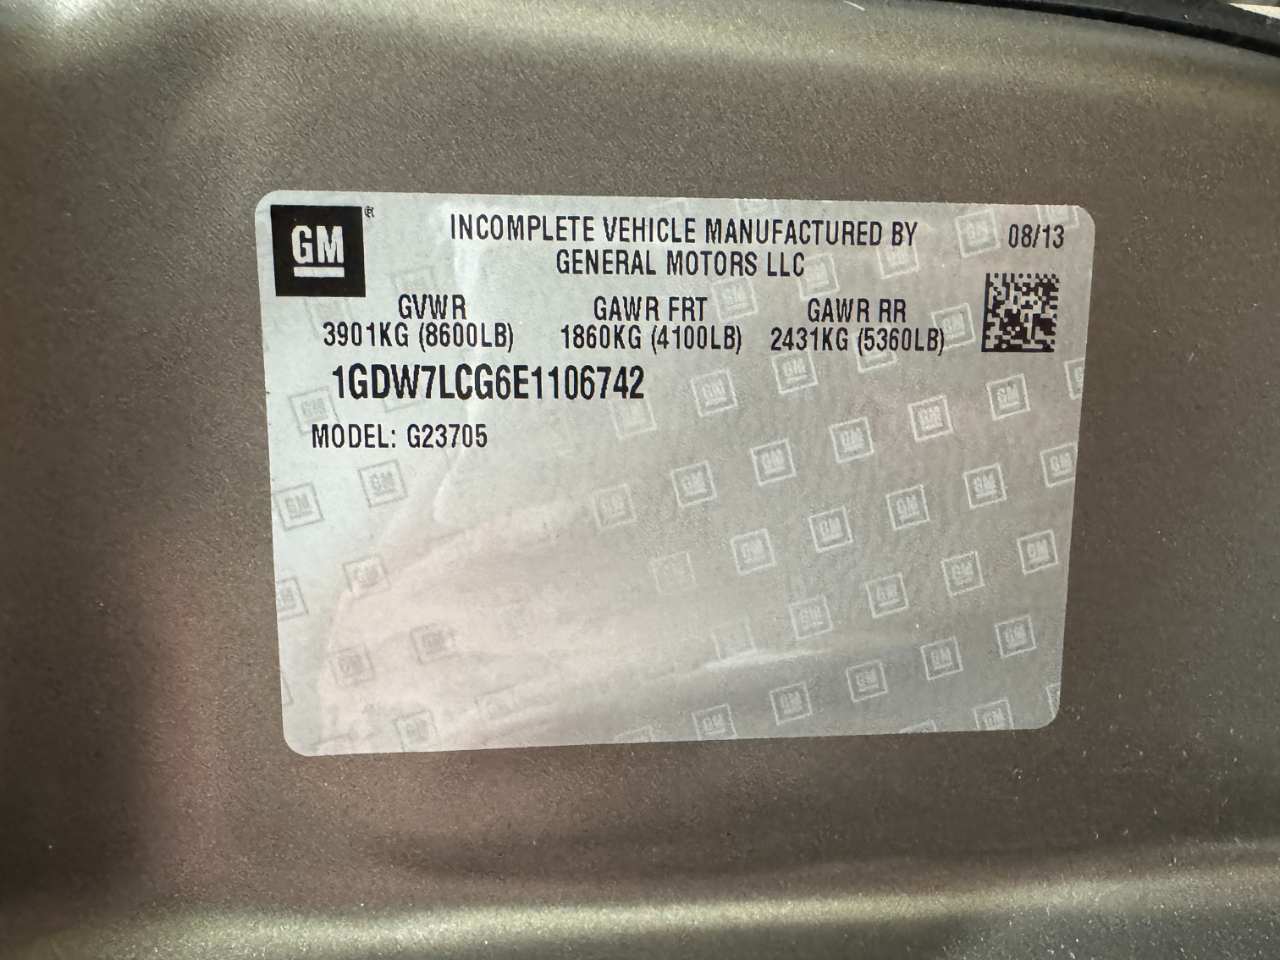 GM
INCOMPLETE VEHICLE MANUFACTURED BY
GENERAL MOTORS LLC
08/13
GVWR GAWR FRT GAWR RR
3901KG (8600LB) 1860KG (4100LB) 2431KG (5360LB)
1GDW7LCG6E1106742
MODEL: G23705